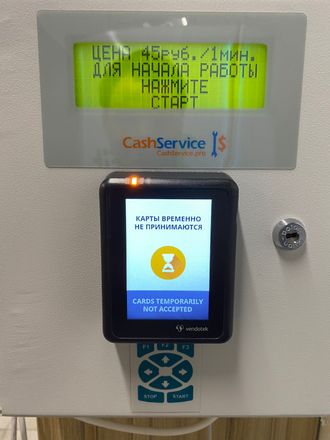 ЦЕНА 45руб./1мин.
ДЛЯ НАЧАЛА РАБОТЫ
НАЖМИТЕ
СТАРТ
CashService
CashService.pro
КАРТЫ ВРЕМЕННО
НЕ ПРИНИМАЮТСЯ
CARDS TEMPORARILY
NOT ACCEPTED
vendotek
F1 F2 F3
STOP START